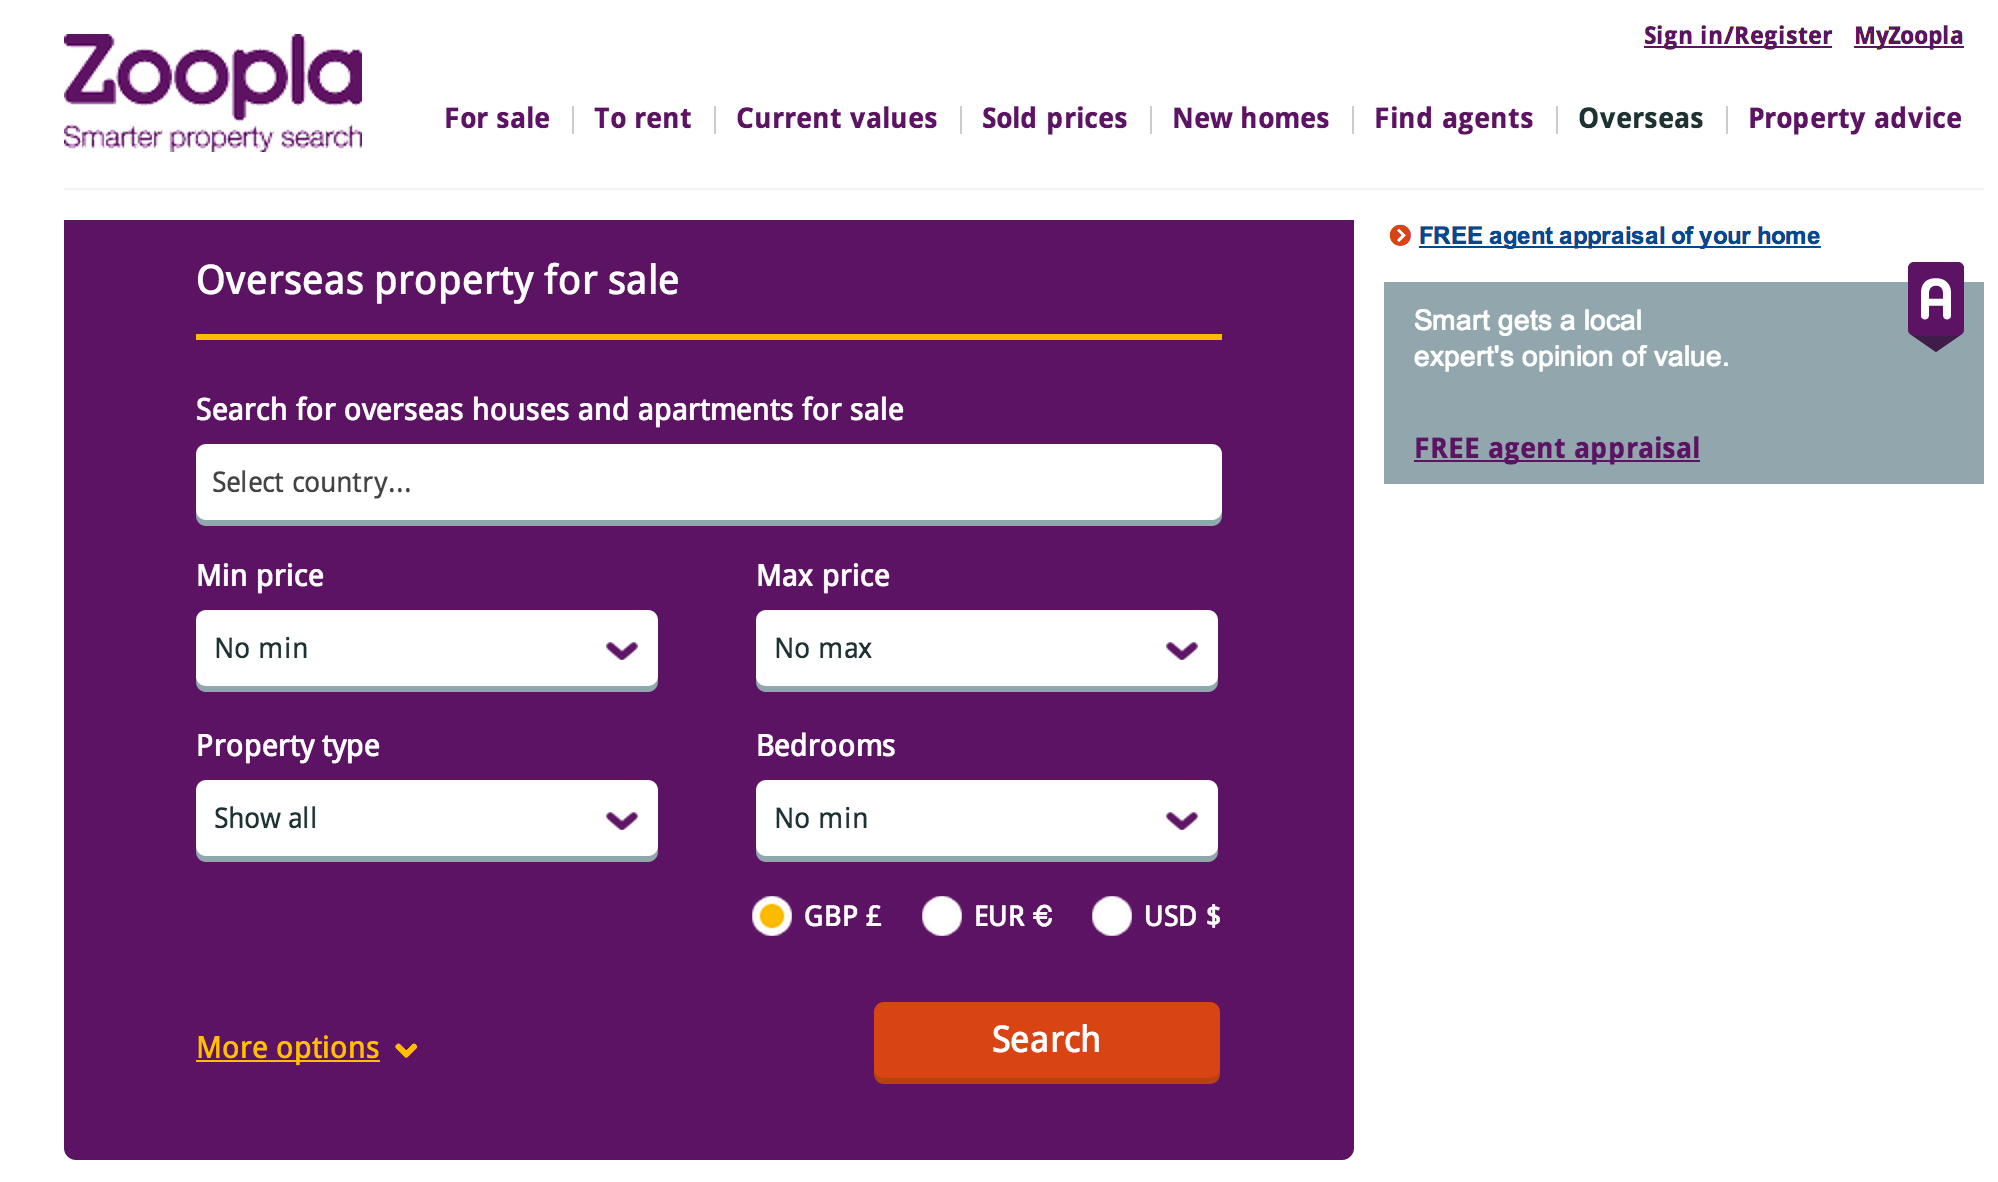 Zoopla
Smarter property search
Sign in/Register MyZoopla
For sale To rent Current values Sold prices New homes Find agents Overseas Property advice
Overseas property for sale
Search for overseas houses and apartments for sale
Select country...
Min price Max price
No min No max
Property type Bedrooms
Show all No min
GBP £ EUR € USD $
More options Search
FREE agent appraisal of your home
A
Smart gets a local
expert's opinion of value.
FREE agent appraisal